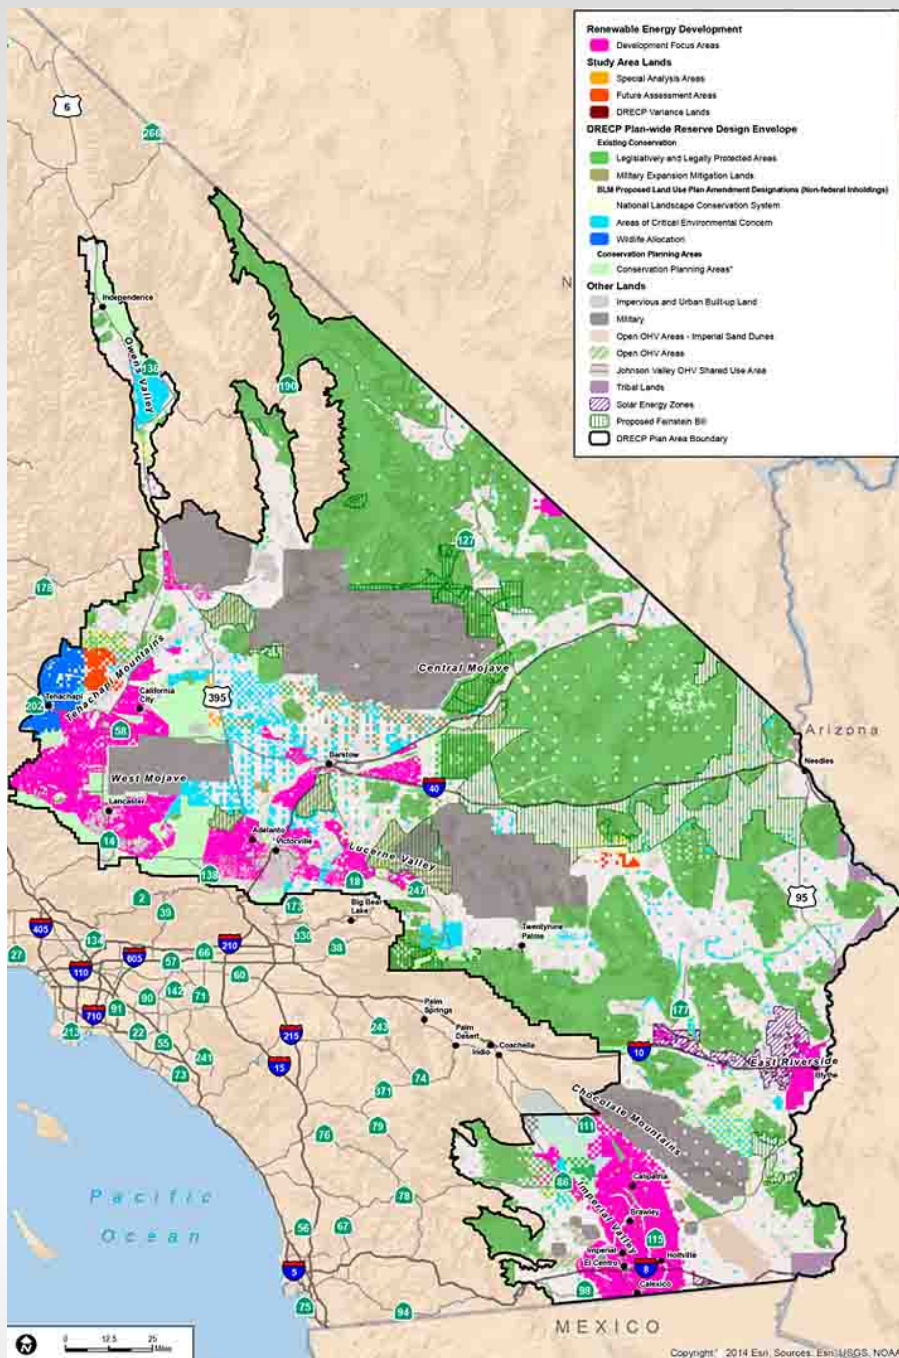 Renewable Energy Development
Development Focus Areas
Study Area Lands
Special Analysis Areas
Future Assessment Areas
DRECP Variance Lands
DRECP Plan-wide Reserve Design Envelope
Existing Conservation
Legislatively and Legally Protected Areas
Military Expansion Mitigation Lands
BLM Proposed Land Use Plan Amendment Designations (Non-federal Inholdings)
National Landscape Conservation System
Areas of Critical Environmental Concern
Wildlife Allocation
Conservation Planning Areas
Conservation Planning Areas*
Other Lands
Impervious and Urban Built-up Land
Military
Open OHV Areas - Imperial Sand Dunes
Open OHV Areas
Johnson Valley OHV Shared Use Area
Tribal Lands
Solar Energy Zones
Proposed Feinstein Bill
DRECP Plan Area Boundary
6
266
N
Independence
Owens Valley
136
190
127
178
Tehachapi Mountains
Central Mojave
Tehachapi
202
California
City
395
58
Arizona
Barstow
Needles
West Mojave
40
Lancaster
14
Adelanto
Victorville
Lucerne Valley
138
18
247
95
2
39
173
Big Bear
Lake
405
134
605
210
330
38
Twentynine
Palms
27
110
57
66
60
177
710
91
90
142
71
Palm
Springs
213
22
55
215
243
Palm
Desert
Coachella
Indio
10
East Riverside
Blythe
241
73
15
74
371
Chocolate Mountains
76
79
111
86
Calipatria
Imperial Valley
Pacific
Ocean
78
56
67
Brawley
115
Imperial
El Centro
Holtville
8
5
98
Calexico
75
94
MEXICO
N
0 12.5 25
Miles
Copyright:© 2014 Esri, Sources: Esri, USGS, NOAA